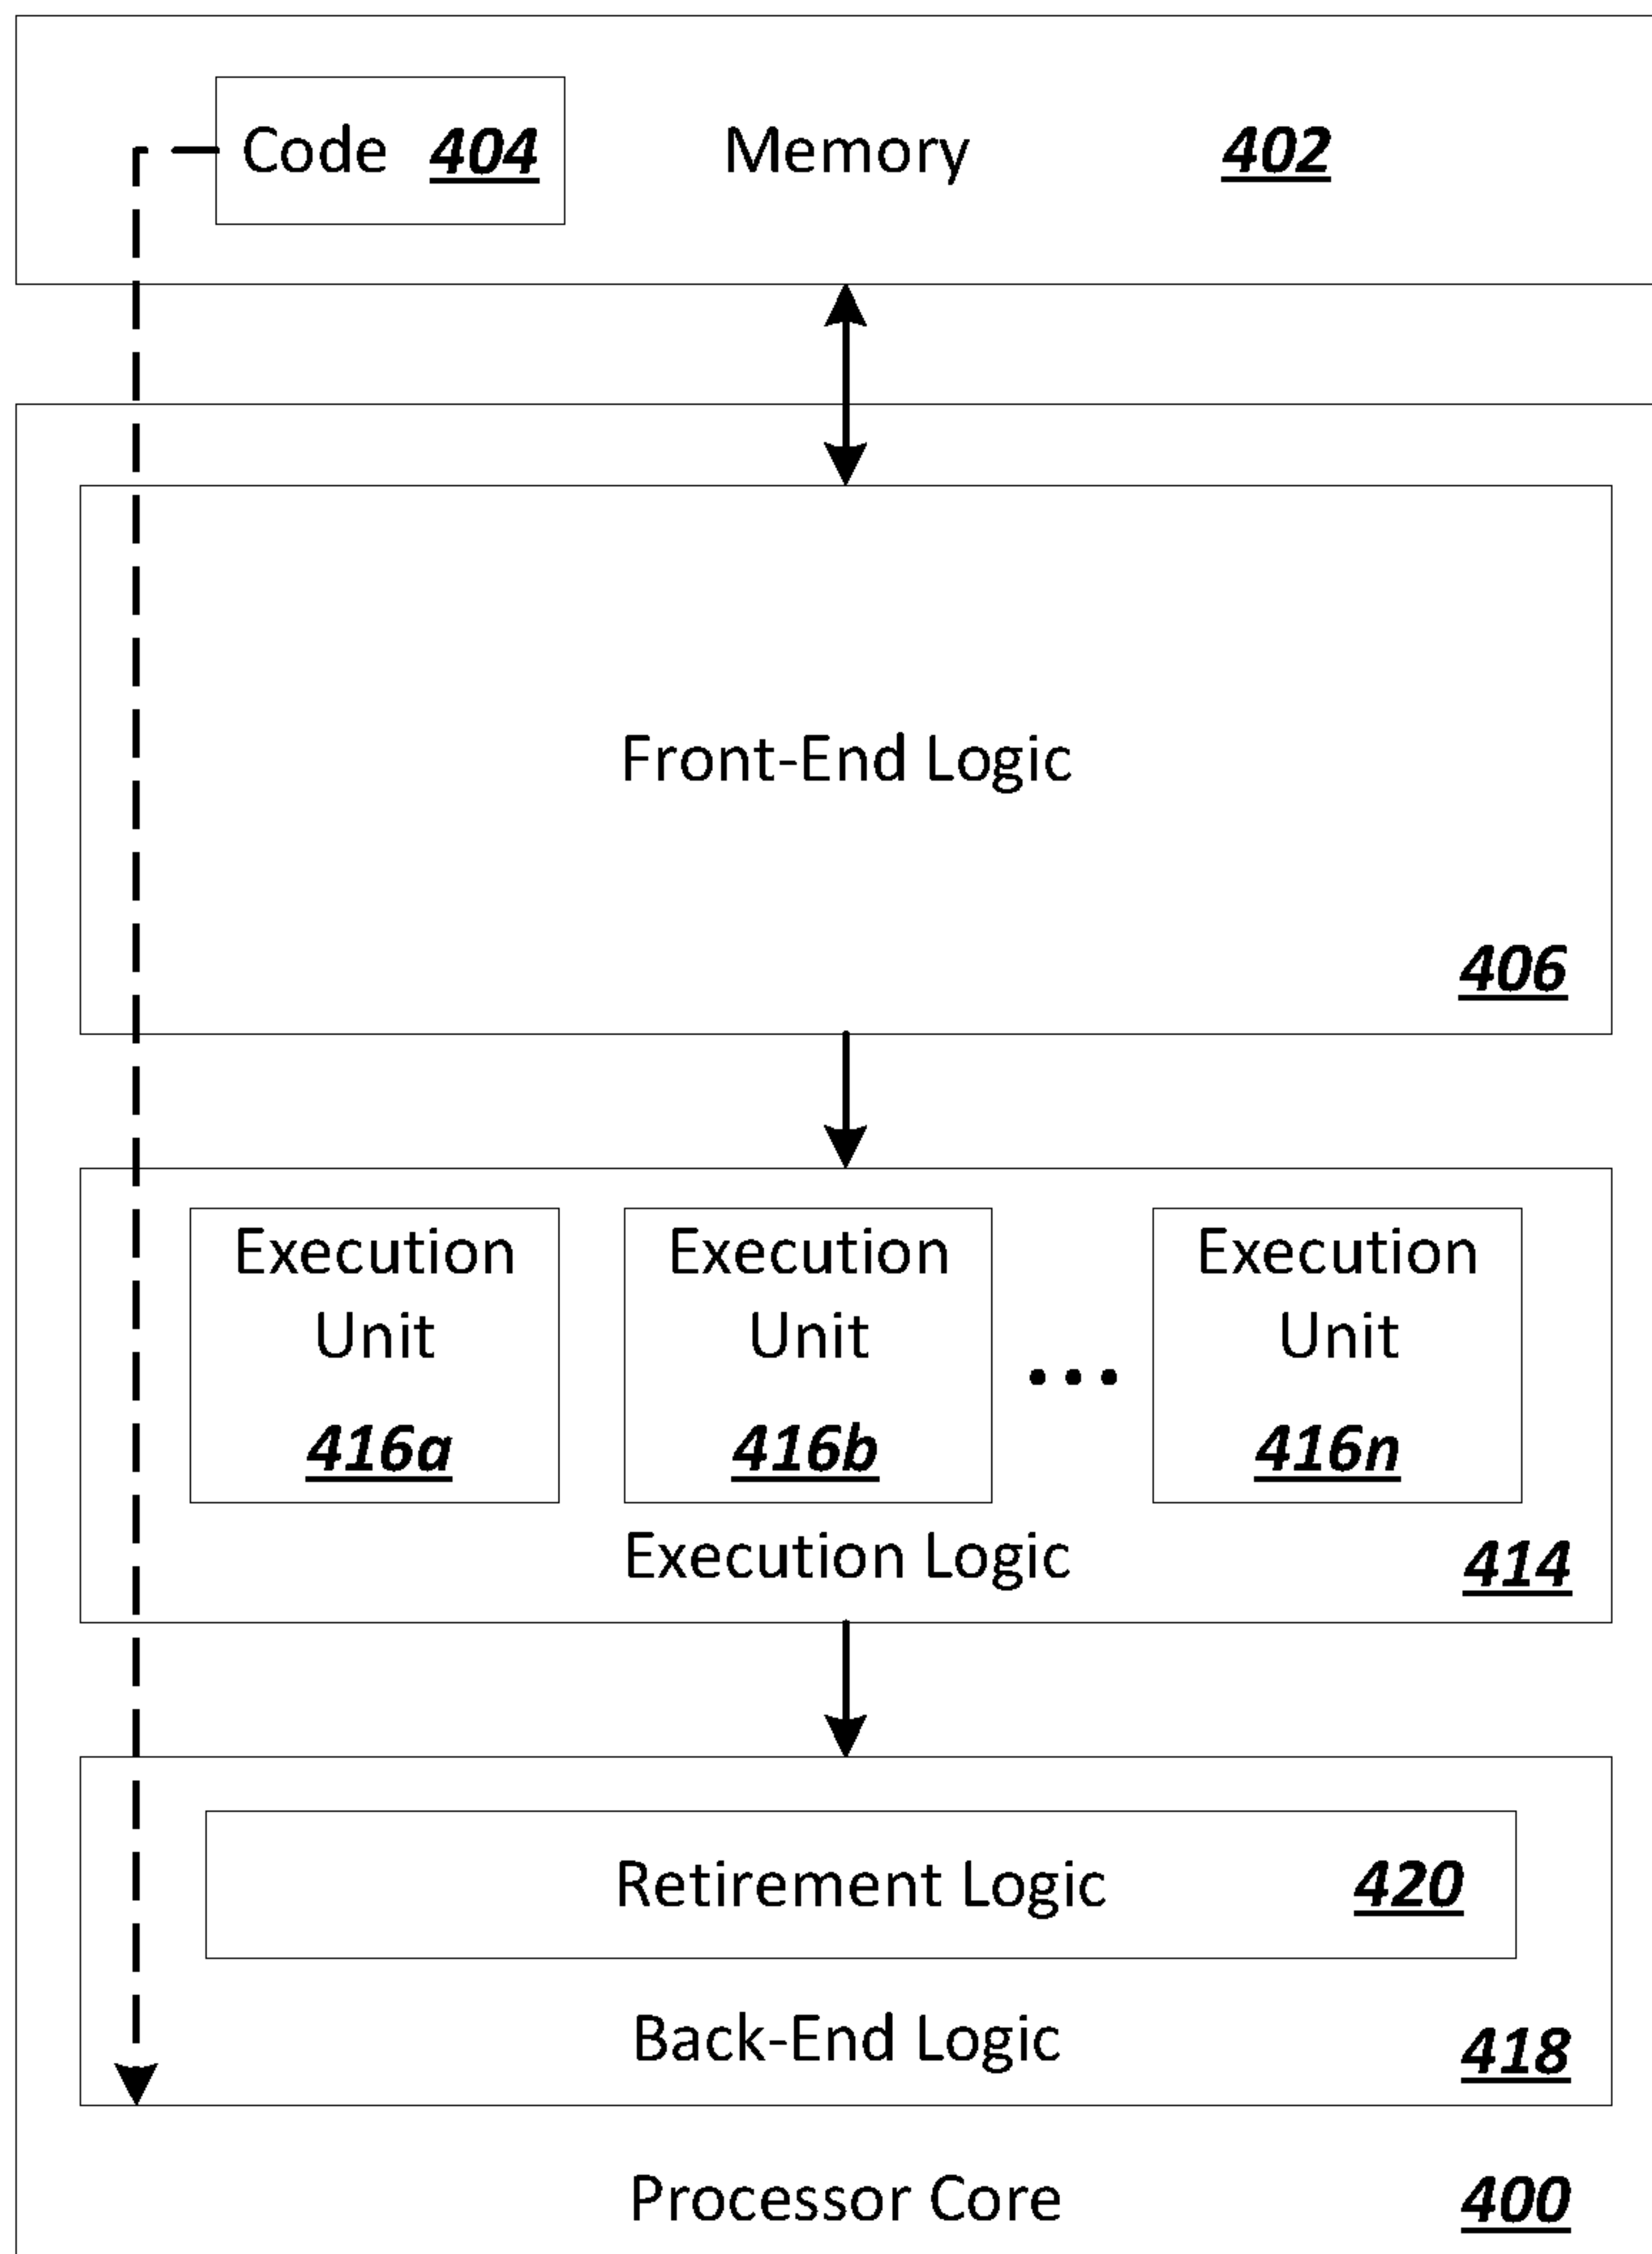 Code 404 Memory 402
Front-End Logic
406
Execution Unit 416a
Execution Unit 416b
...
Execution Unit 416n
Execution Logic 414
Retirement Logic 420
Back-End Logic 418
Processor Core 400